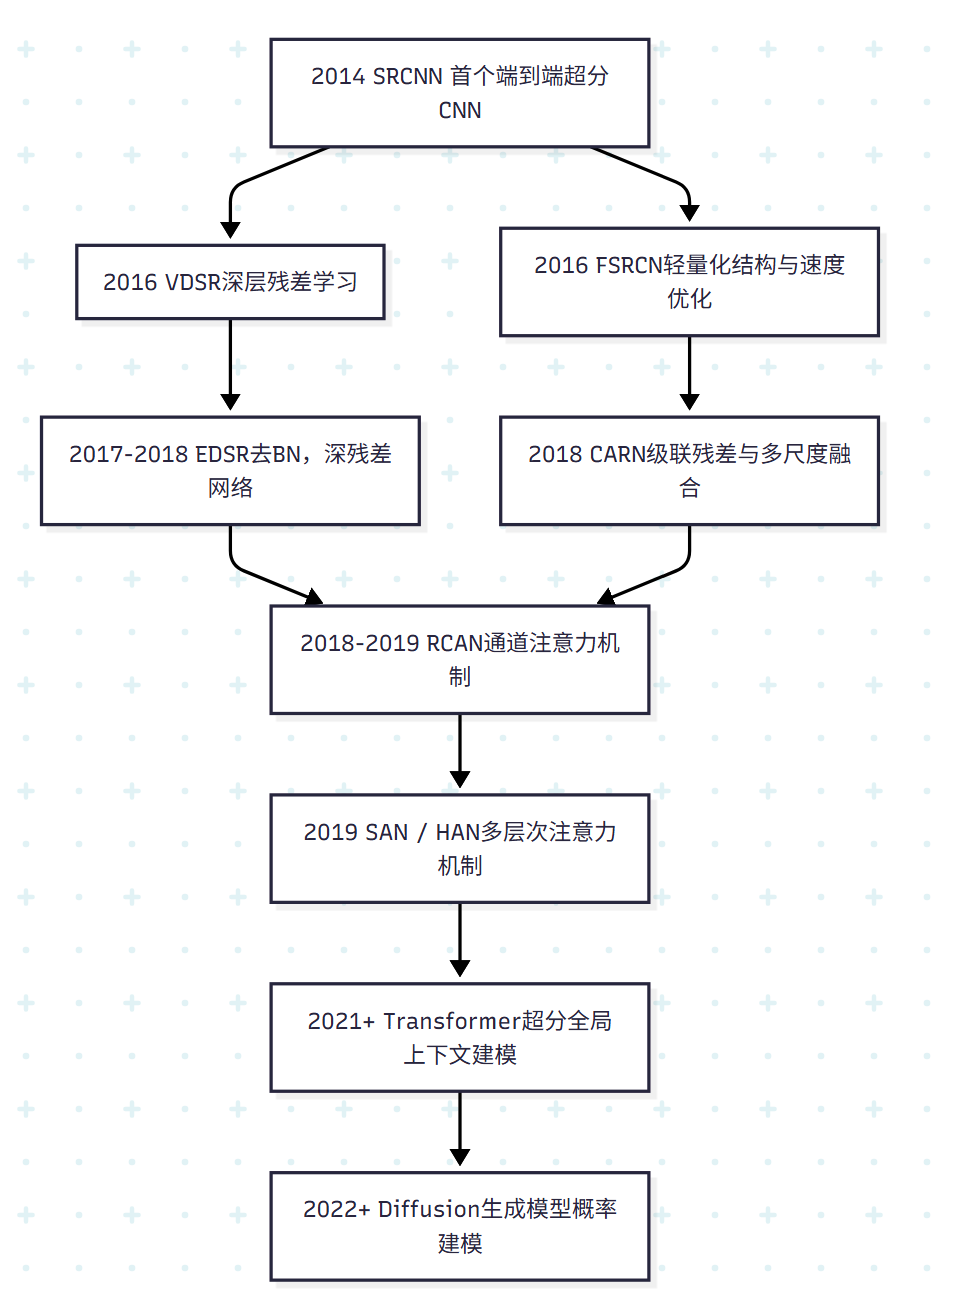 2014 SRCNN 首个端到端超分
CNN
2016 VDSR深层残差学习
2016 FSRCN轻量化结构与速度
优化
2017-2018 EDSR去BN，深残差
网络
2018 CARN级联残差与多尺度融
合
2018-2019 RCAN通道注意力机
制
2019 SAN / HAN多层次注意力
机制
2021+ Transformer超分全局
上下文建模
2022+ Diffusion生成模型概率
建模